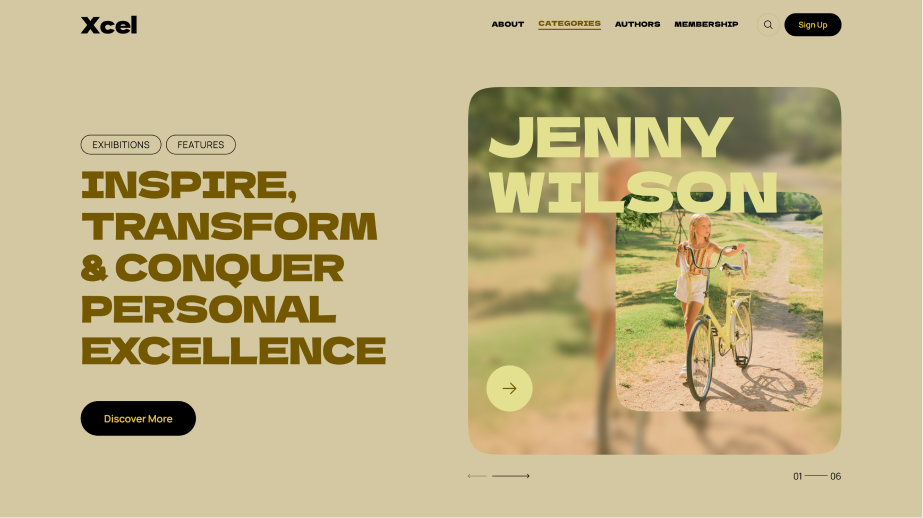 Xcel
ABOUT CATEGORIES AUTHORS MEMBERSHIP Sign Up
EXHIBITIONS FEATURES
INSPIRE,
TRANSFORM
& CONQUER
PERSONAL
EXCELLENCE
Discover More
JENNY
WILSON
01 06